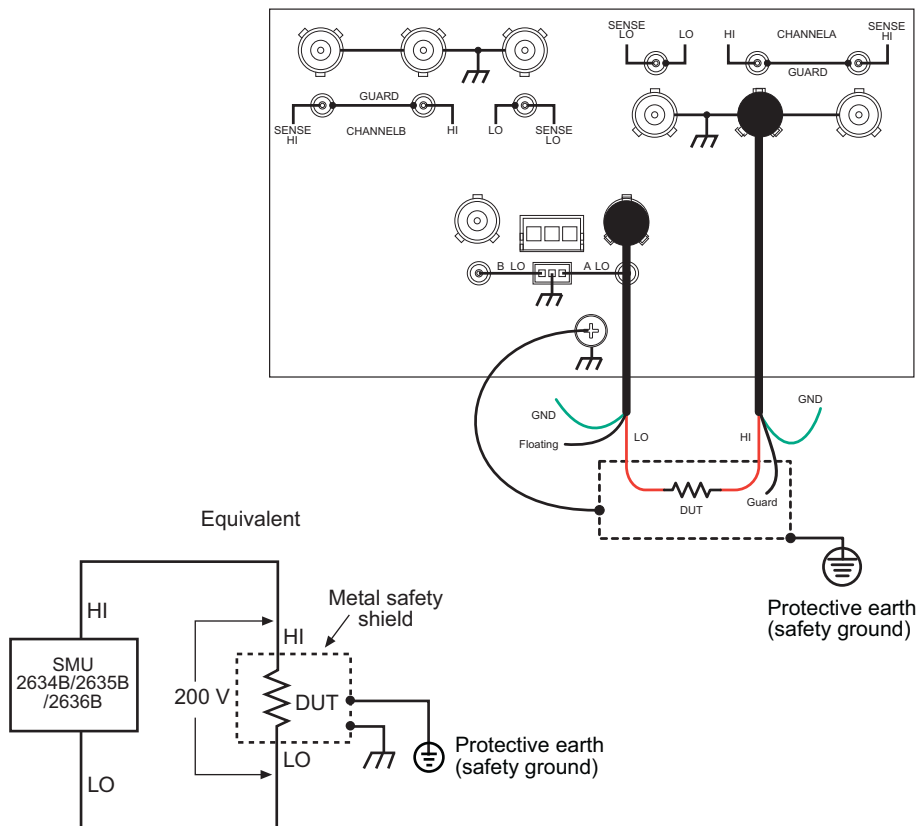 SENSE
LO
LO
HI
CHANNELA
SENSE
HI
GUARD
GUARD
SENSE
HI
CHANNELB
HI
LO
SENSE
LO
B LO
A LO
GND
Floating
LO
HI
GND
DUT
Guard
Protective earth
(safety ground)
Equivalent
HI
SMU
2634B/2635B
/2636B
LO
200 V
Metal safety
shield
HI
DUT
LO
Protective earth
(safety ground)